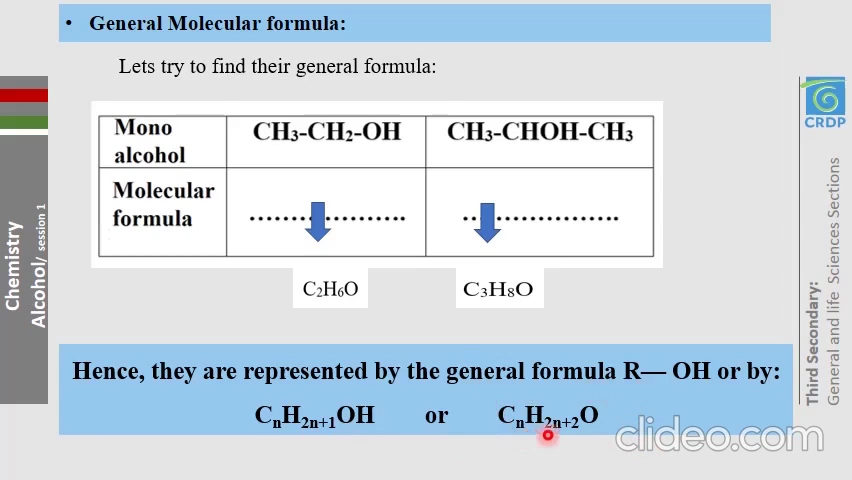 • General Molecular formula:
Lets try to find their general formula:
Mono alcohol CH₃-CH₂-OH CH₃-CHOH-CH₃
Molecular formula ................... ...................
C₂H₆O C₃H₈O
Hence, they are represented by the general formula R— OH or by:
CₙH₂ₙ₊₁OH or CₙH₂ₙ₊₂O
Chemistry
Alcohol/ session 1
CRDP
Third Secondary:
General and life Sciences Sections
clideo.com